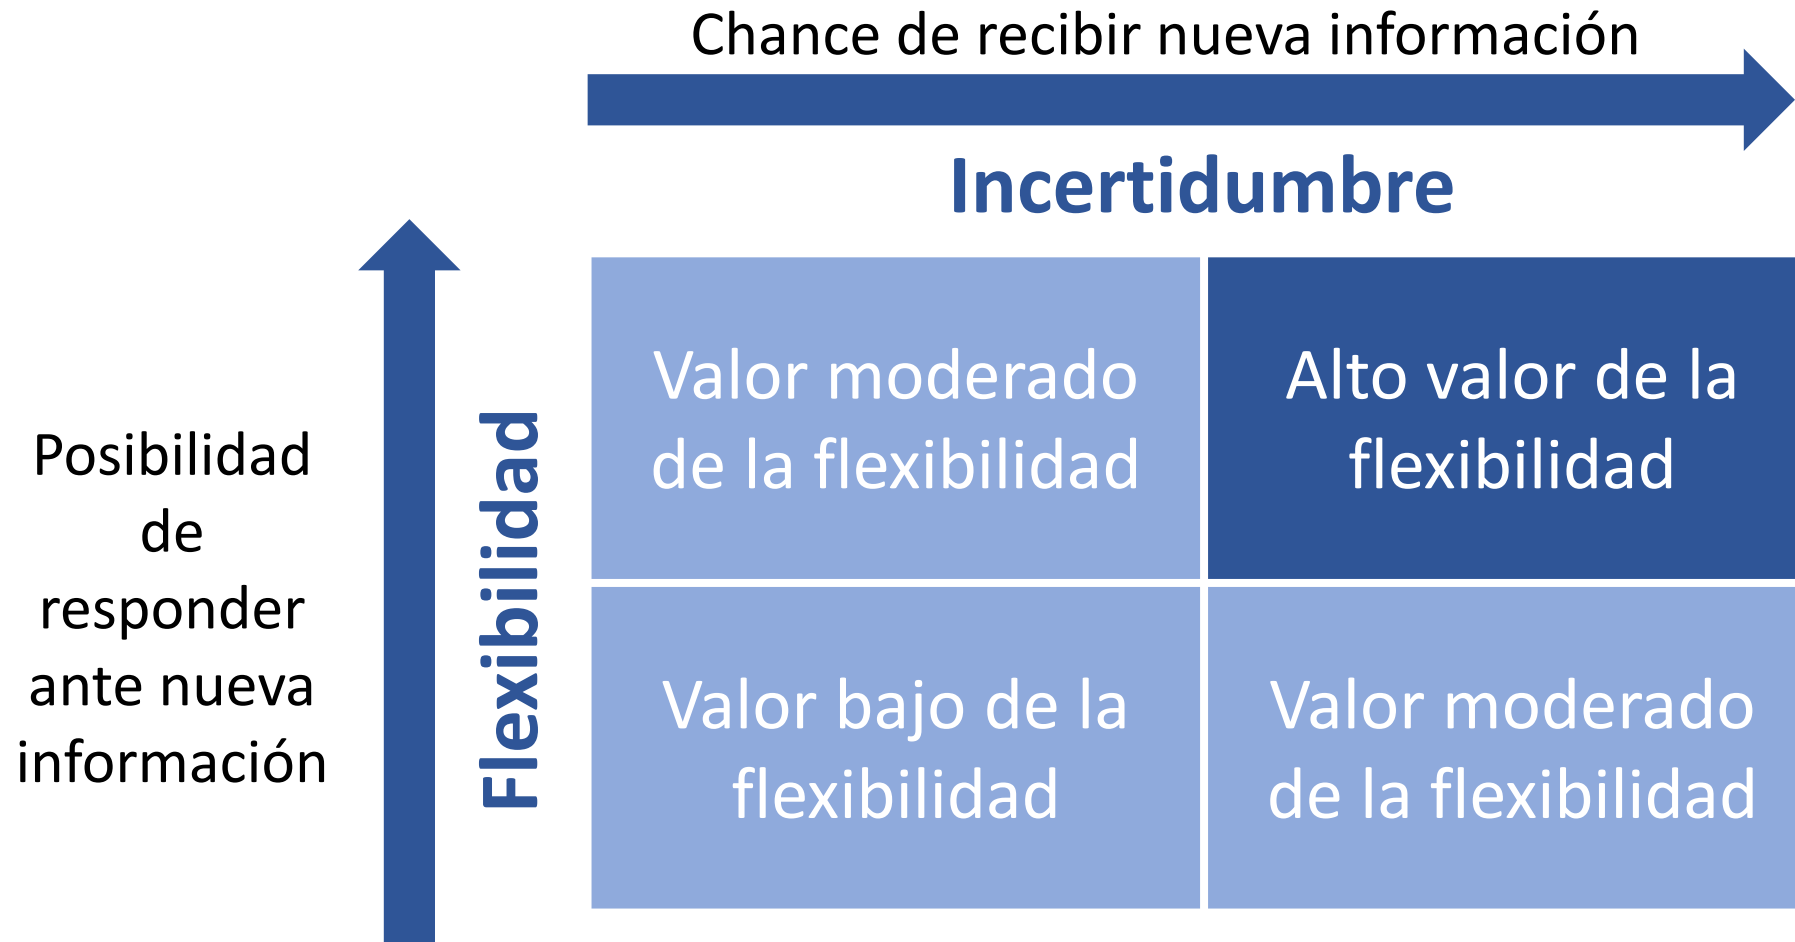 Chance de recibir nueva información
Incertidumbre
Posibilidad
de
responder
ante nueva
información
Flexibilidad
Valor moderado
de la flexibilidad
Alto valor de la
flexibilidad
Valor bajo de la
flexibilidad
Valor moderado
de la flexibilidad